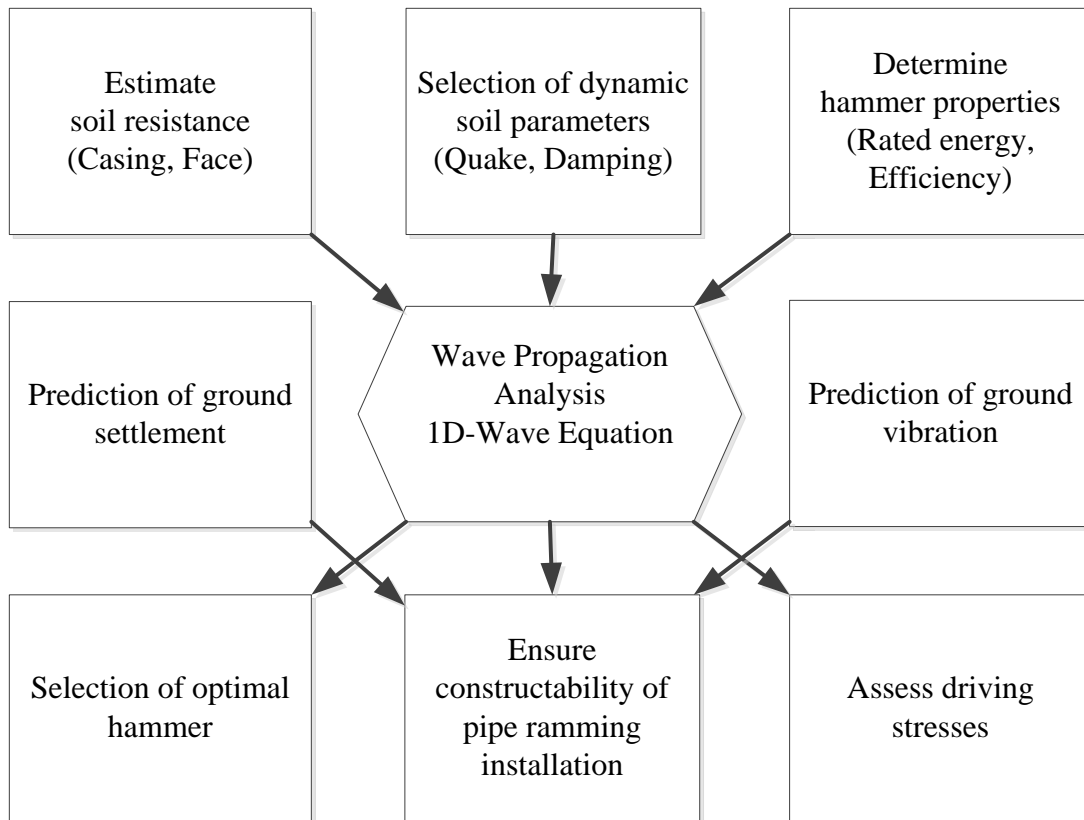 Estimate
soil resistance
(Casing, Face)
Selection of dynamic
soil parameters
(Quake, Damping)
Determine
hammer properties
(Rated energy,
Efficiency)
Prediction of ground
settlement
Wave Propagation
Analysis
1D-Wave Equation
Prediction of ground
vibration
Selection of optimal
hammer
Ensure
constructability of
pipe ramming
installation
Assess driving
stresses